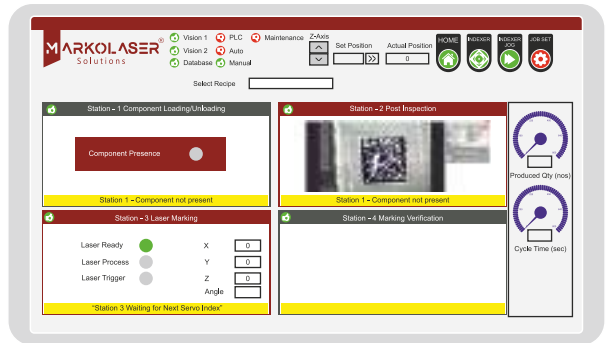 MARKOLASER®
Solutions
Vision 1 PLC Maintenance
Vision 2 Auto
Database Manual
Z-Axis
Set Position Actual Position
0
HOME INDEXER INDEXER JOG JOB SET
Select Recipe
Station - 1 Component Loading/Unloading
Component Presence
Station 1 - Component not present
Station - 2 Post Inspection
Station 1 - Component not present
Station - 3 Laser Marking
Laser Ready X 0
Laser Process Y 0
Laser Trigger Z 0
Angle
"Station 3 Waiting for Next Servo Index"
Station - 4 Marking Verification
Produced Qty (nos)
Cycle Time (sec)